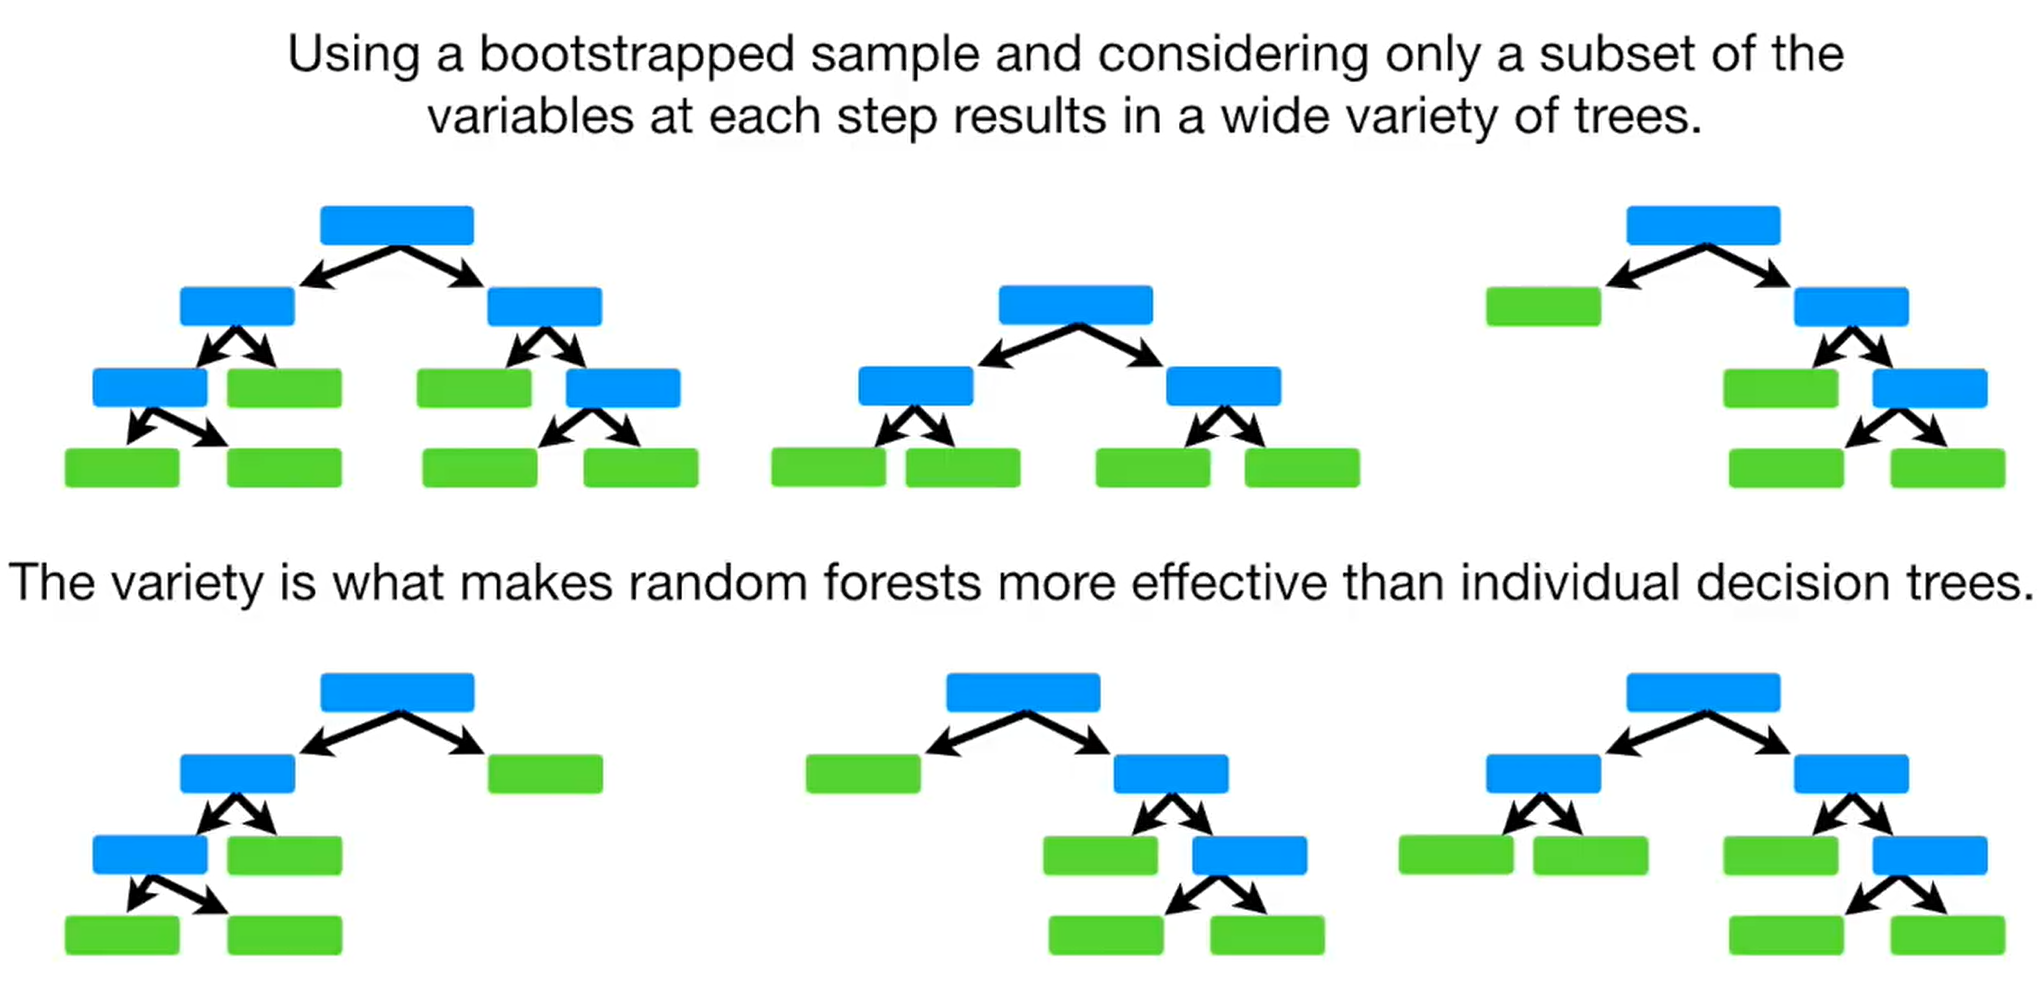 Using a bootstrapped sample and considering only a subset of the
variables at each step results in a wide variety of trees.
The variety is what makes random forests more effective than individual decision trees.